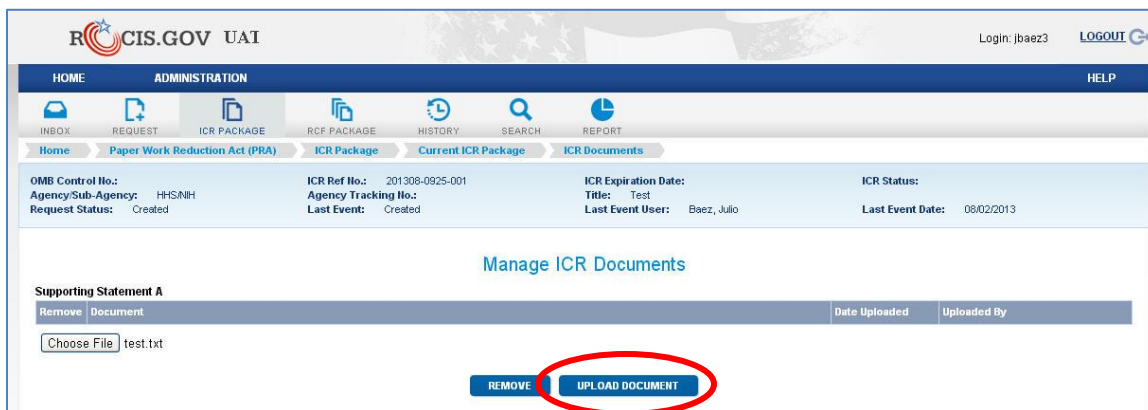 ROCIS.GOV UAT
Login: jbaez3 LOGOUT
HOME ADMINISTRATION HELP
INBOX REQUEST ICR PACKAGE RCF PACKAGE HISTORY SEARCH REPORT
Home Paper Work Reduction Act (PRA) ICR Package Current ICR Package ICR Documents
OMB Control No.: ICR Ref No.: 201308-0925-001 ICR Expiration Date: ICR Status:
Agency/Sub-Agency: HHS/NIH Agency Tracking No.: Title: Test
Request Status: Created Last Event: Created Last Event User: Baez, Julio Last Event Date: 08/02/2013
Manage ICR Documents
Supporting Statement A
Remove Document Date Uploaded Uploaded By
Choose File test.txt
REMOVE UPLOAD DOCUMENT